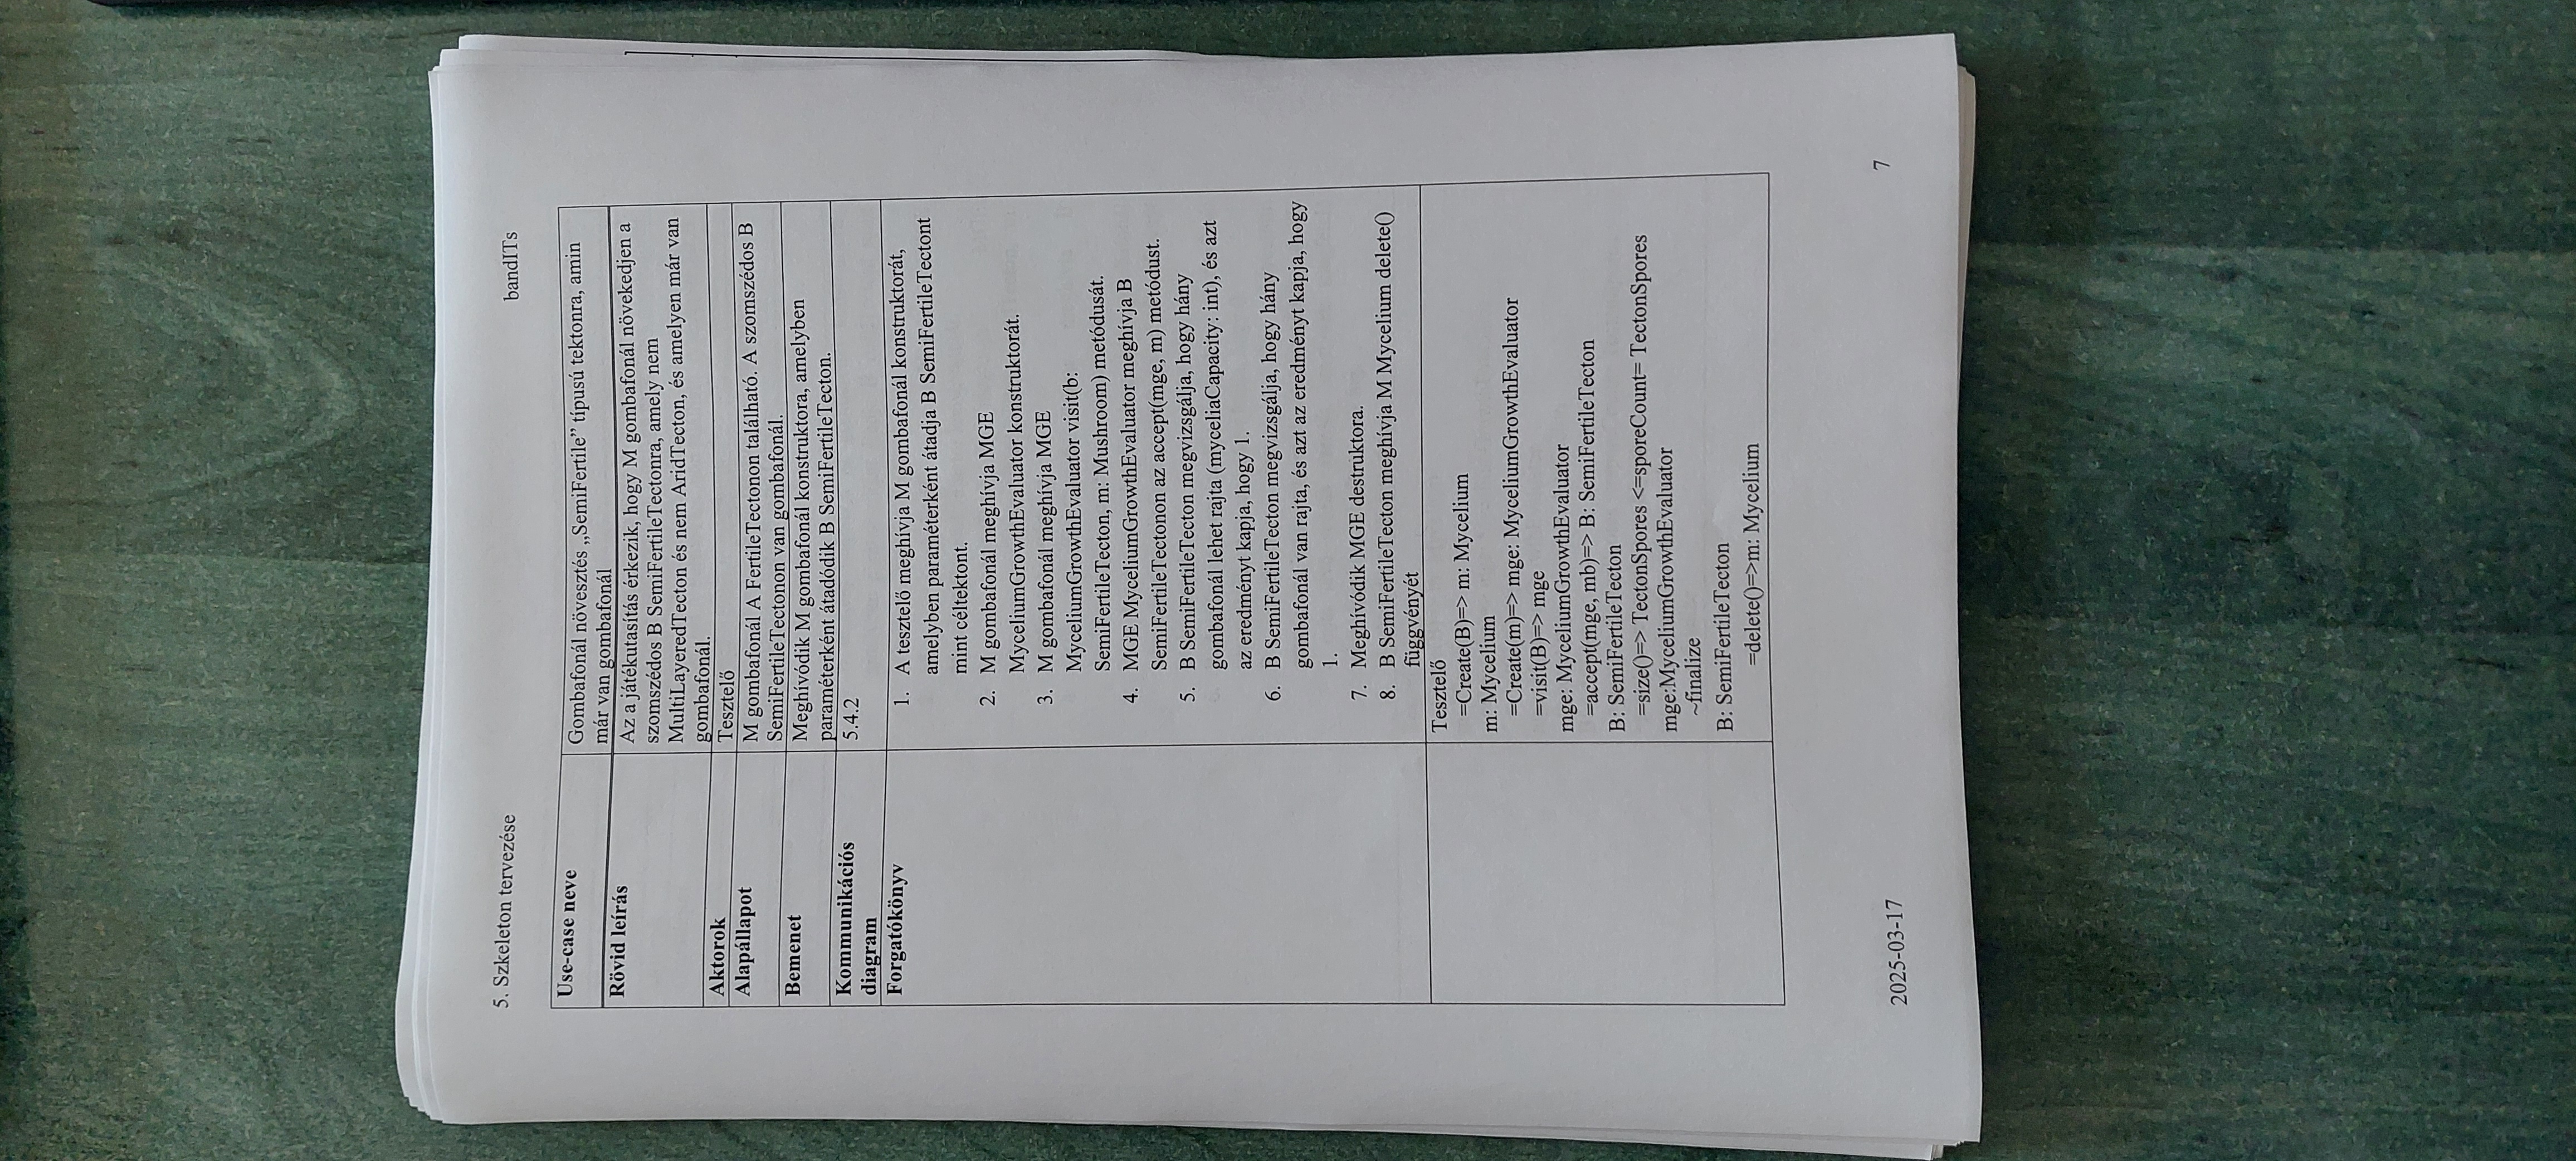 5. Szkeleton tervezése
bandITs
Use-case neve
Gombafonál növesztés „SemiFertile” típusú tektonra, amin
már van gombafonál
Rövid leírás
Az a játékutasítás érkezik, hogy M gombafonál növekedjen a
szomszédos B SemiFertileTectonra, amely nem
MultiLayeredTecton és nem AridTecton, és amelyen már van
gombafonál.
Aktorok
Tesztelő
Alapállapot
M gombafonál A FertileTectonon található. A szomszédos B
SemiFertileTectonon van gombafonál.
Bemenet
Meghívódik M gombafonál konstruktora, amelyben
paraméterként átadódik B SemiFertileTecton.
Kommunikációs
diagram
5.4.2
Forgatókönyv
1. A tesztelő meghívja M gombafonál konstruktorát,
amelyben paraméterként átadja B SemiFertileTectont
mint céltektont.
2. M gombafonál meghívja MGE
MyceliumGrowthEvaluator konstruktorát.
3. M gombafonál meghívja MGE
MyceliumGrowthEvaluator visit(b:
SemiFertileTecton, m: Mushroom) metódusát.
4. MGE MyceliumGrowthEvaluator meghívja B
SemiFertileTectonon az accept(mge, m) metódust.
5. B SemiFertileTecton megvizsgálja, hogy hány
gombafonál lehet rajta (myceliaCapacity: int), és azt
az eredményt kapja, hogy 1.
6. B SemiFertileTecton megvizsgálja, hogy hány
gombafonál van rajta, és azt az eredményt kapja, hogy
1.
7. Meghívódik MGE destruktora.
8. B SemiFertileTecton meghívja M Mycelium delete()
függvényét
Tesztelő
=Create(B)=> m: Mycelium
m: Mycelium
=Create(m)=> mge: MyceliumGrowthEvaluator
=visit(B)=> mge
mge: MyceliumGrowthEvaluator
=accept(mge, mb)=> B: SemiFertileTecton
B: SemiFertileTecton
=size()=> TectonSpores <=sporeCount= TectonSpores
mge:MyceliumGrowthEvaluator
~finalize
B: SemiFertileTecton
=delete()=>m: Mycelium
2025-03-17
7